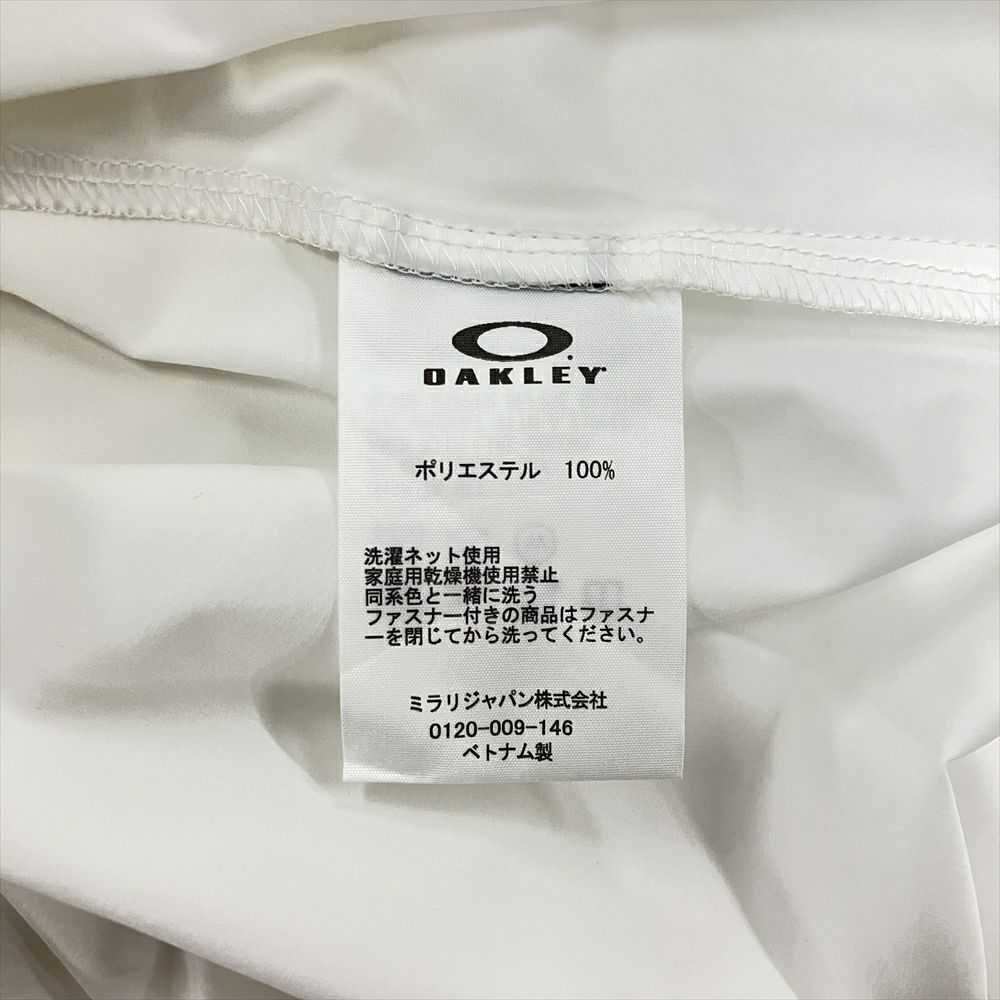 OAKLEY
ポリエステル 100%
洗濯ネット使用
家庭用乾燥機使用禁止
同系色と一緒に洗う
ファスナー付きの商品はファスナ
ーを閉じてから洗ってください。
ミラリジャパン株式会社
0120-009-146
ベトナム製